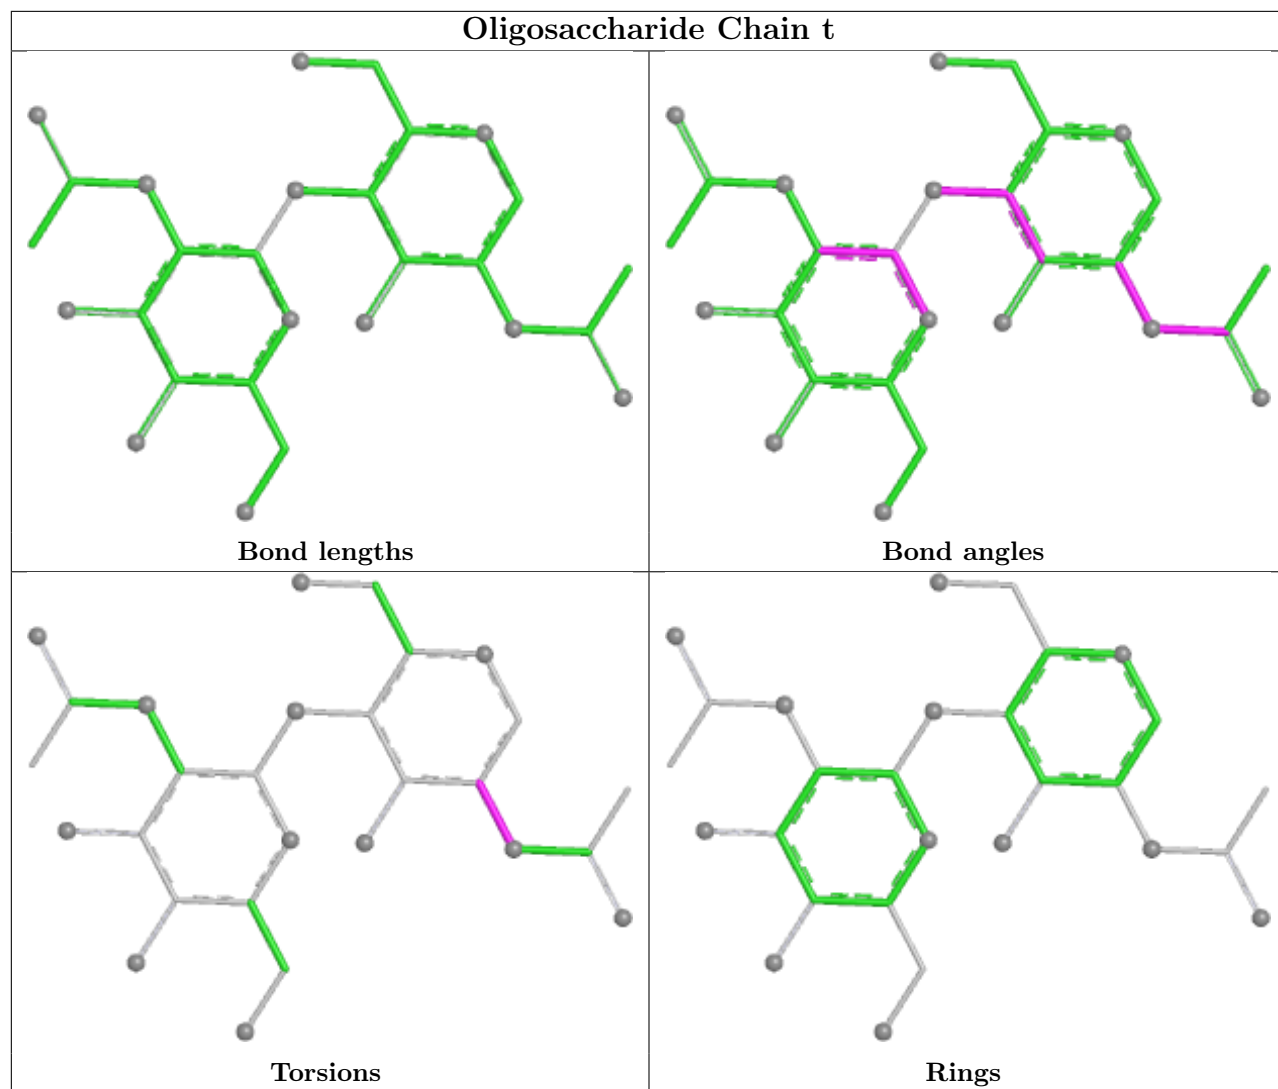 Oligosaccharide Chain t
Bond lengths
Bond angles
Torsions
Rings